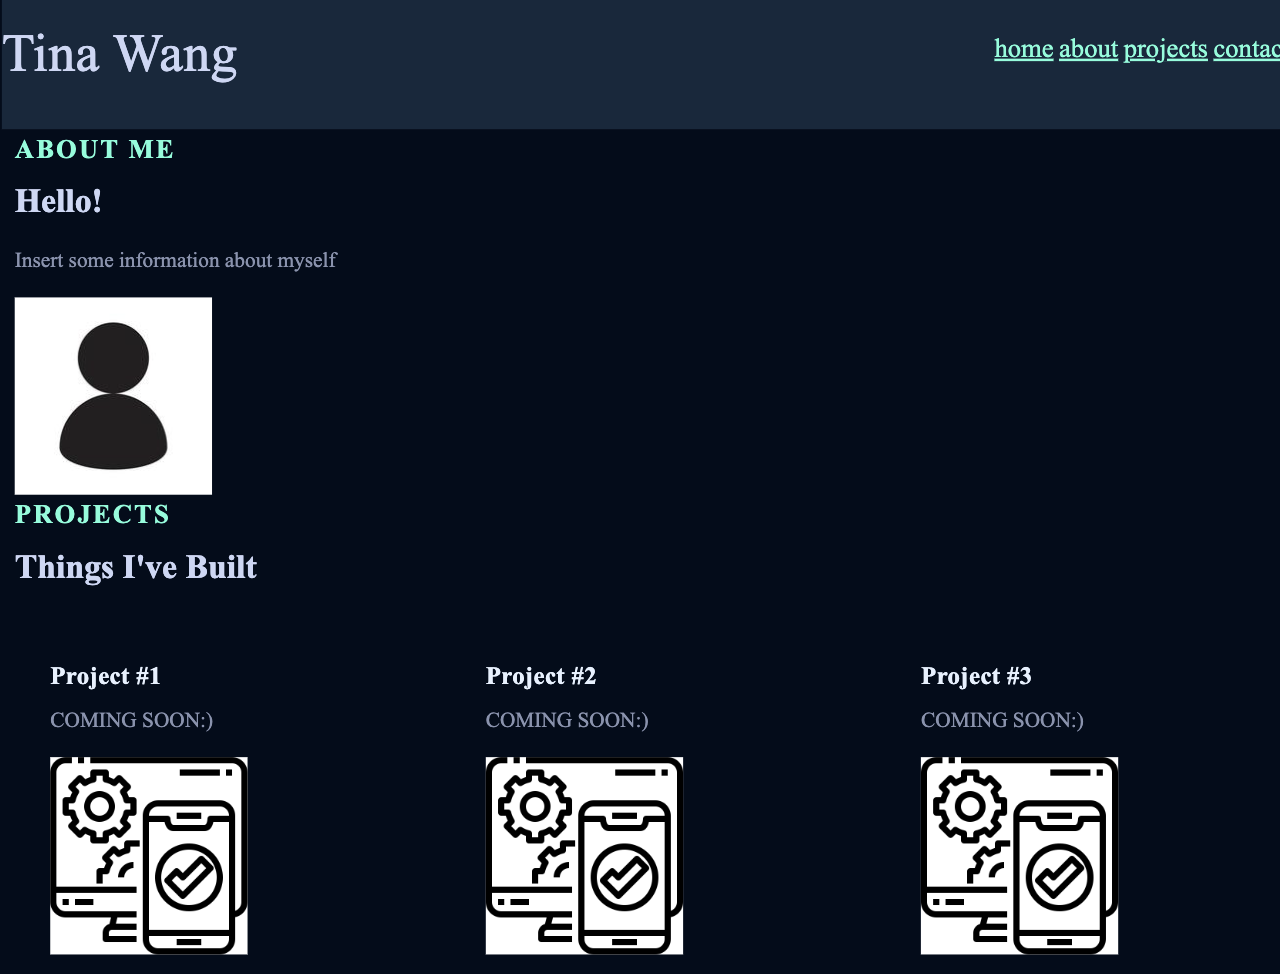 Tina Wang
home about projects contac
ABOUT ME
Hello!
Insert some information about myself
PROJECTS
Things I've Built
Project #1 Project #2 Project #3
COMING SOON:) COMING SOON:) COMING SOON:)